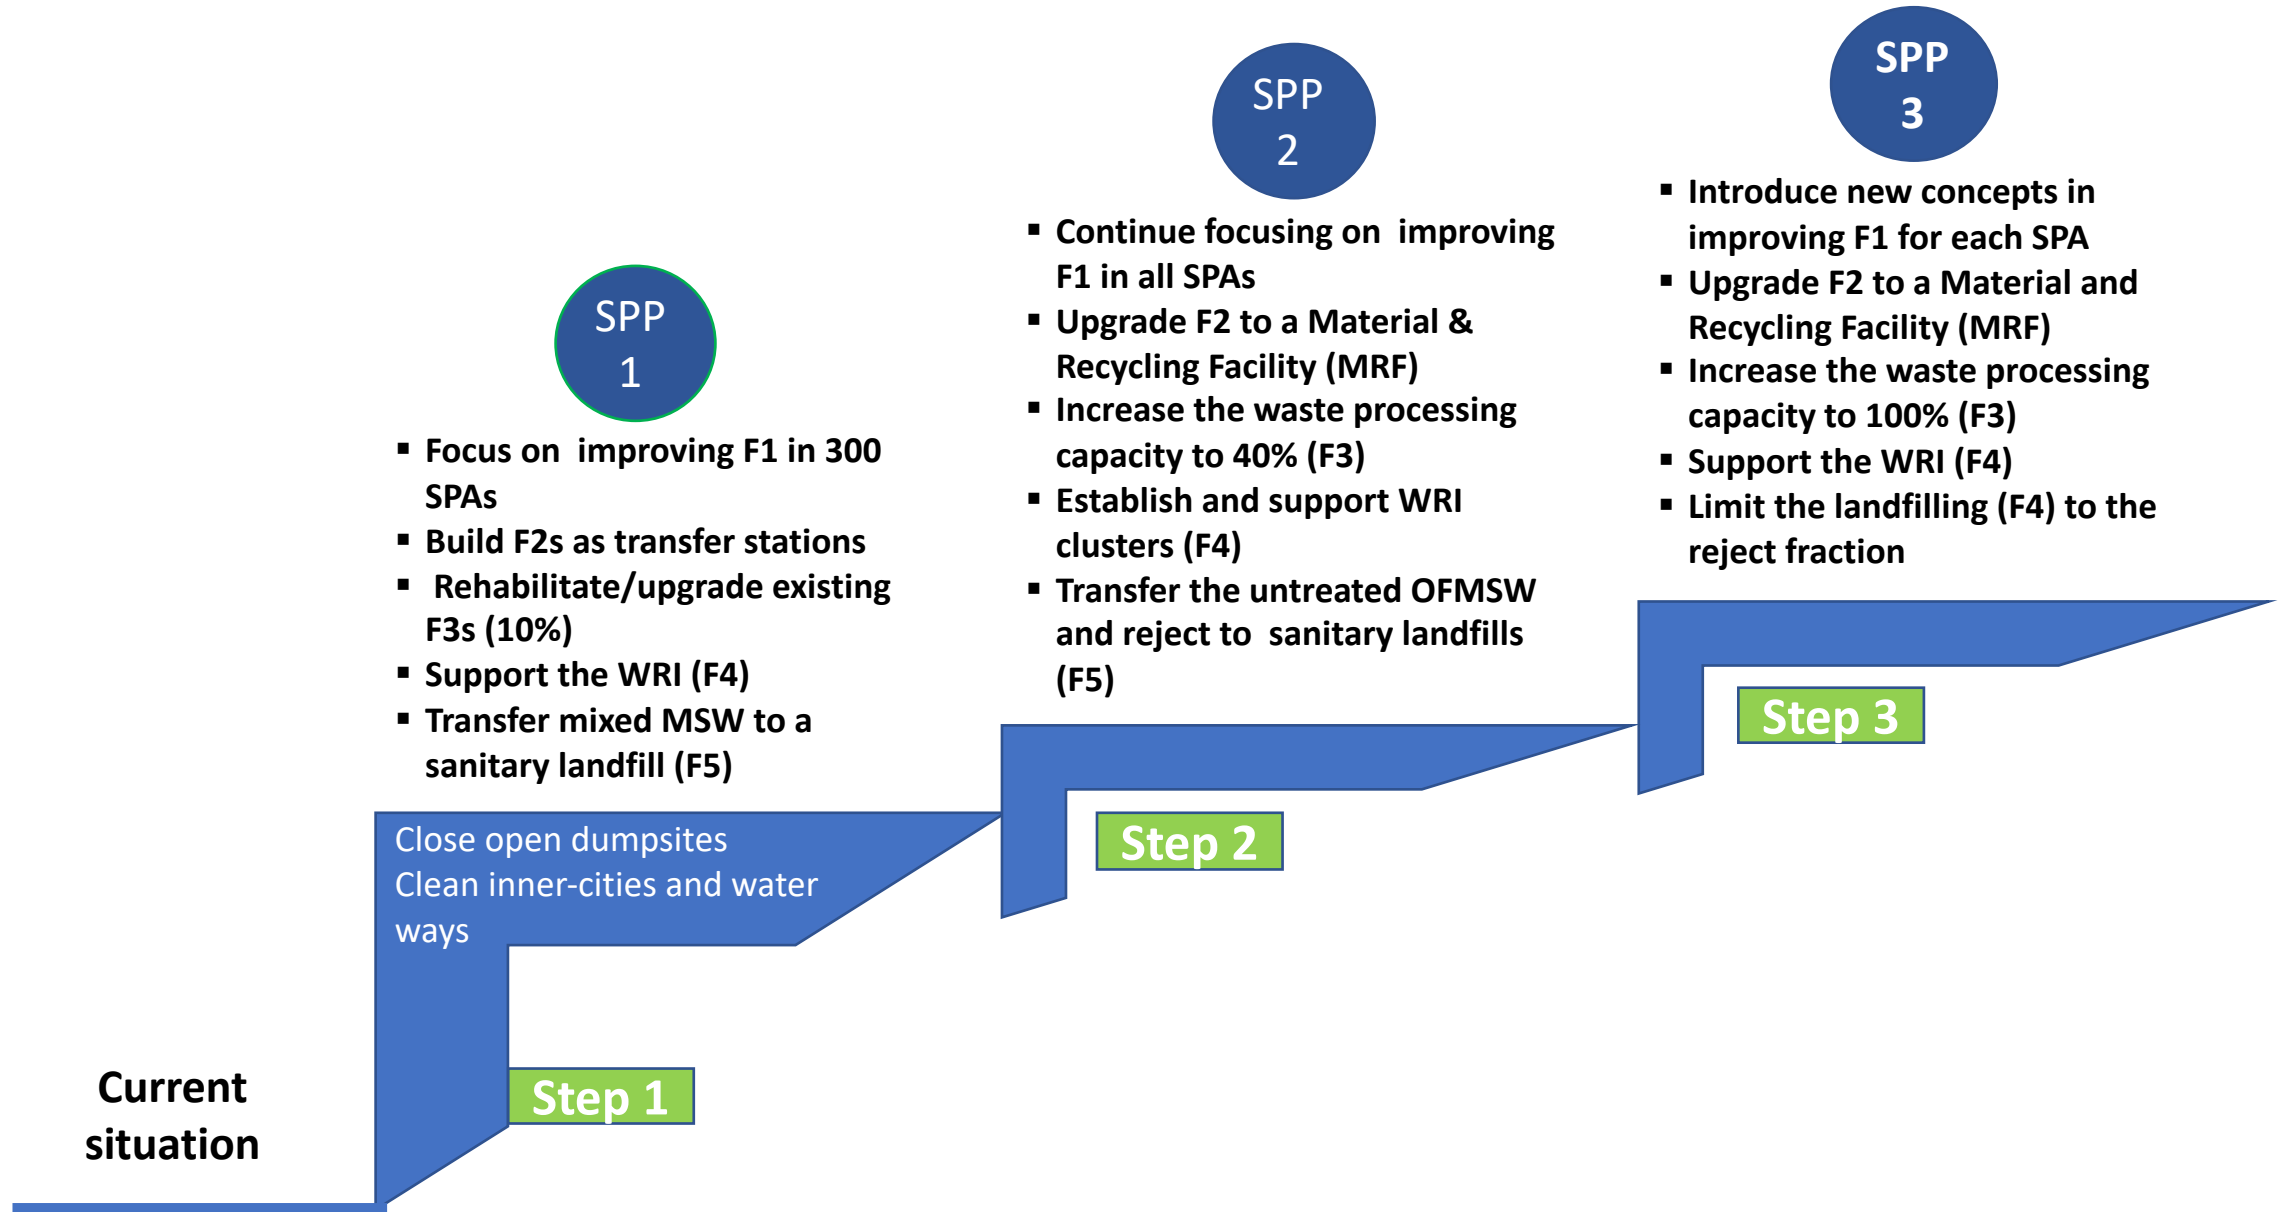 SPP
1
▪ Focus on improving F1 in 300
SPAs
▪ Build F2s as transfer stations
▪ Rehabilitate/upgrade existing
F3s (10%)
▪ Support the WRI (F4)
▪ Transfer mixed MSW to a
sanitary landfill (F5)
SPP
2
▪ Continue focusing on improving
F1 in all SPAs
▪ Upgrade F2 to a Material &
Recycling Facility (MRF)
▪ Increase the waste processing
capacity to 40% (F3)
▪ Establish and support WRI
clusters (F4)
▪ Transfer the untreated OFMSW
and reject to sanitary landfills
(F5)
SPP
3
▪ Introduce new concepts in
improving F1 for each SPA
▪ Upgrade F2 to a Material and
Recycling Facility (MRF)
▪ Increase the waste processing
capacity to 100% (F3)
▪ Support the WRI (F4)
▪ Limit the landfilling (F4) to the
reject fraction
Close open dumpsites
Clean inner-cities and water
ways
Step 1
Step 2
Step 3
Current
situation